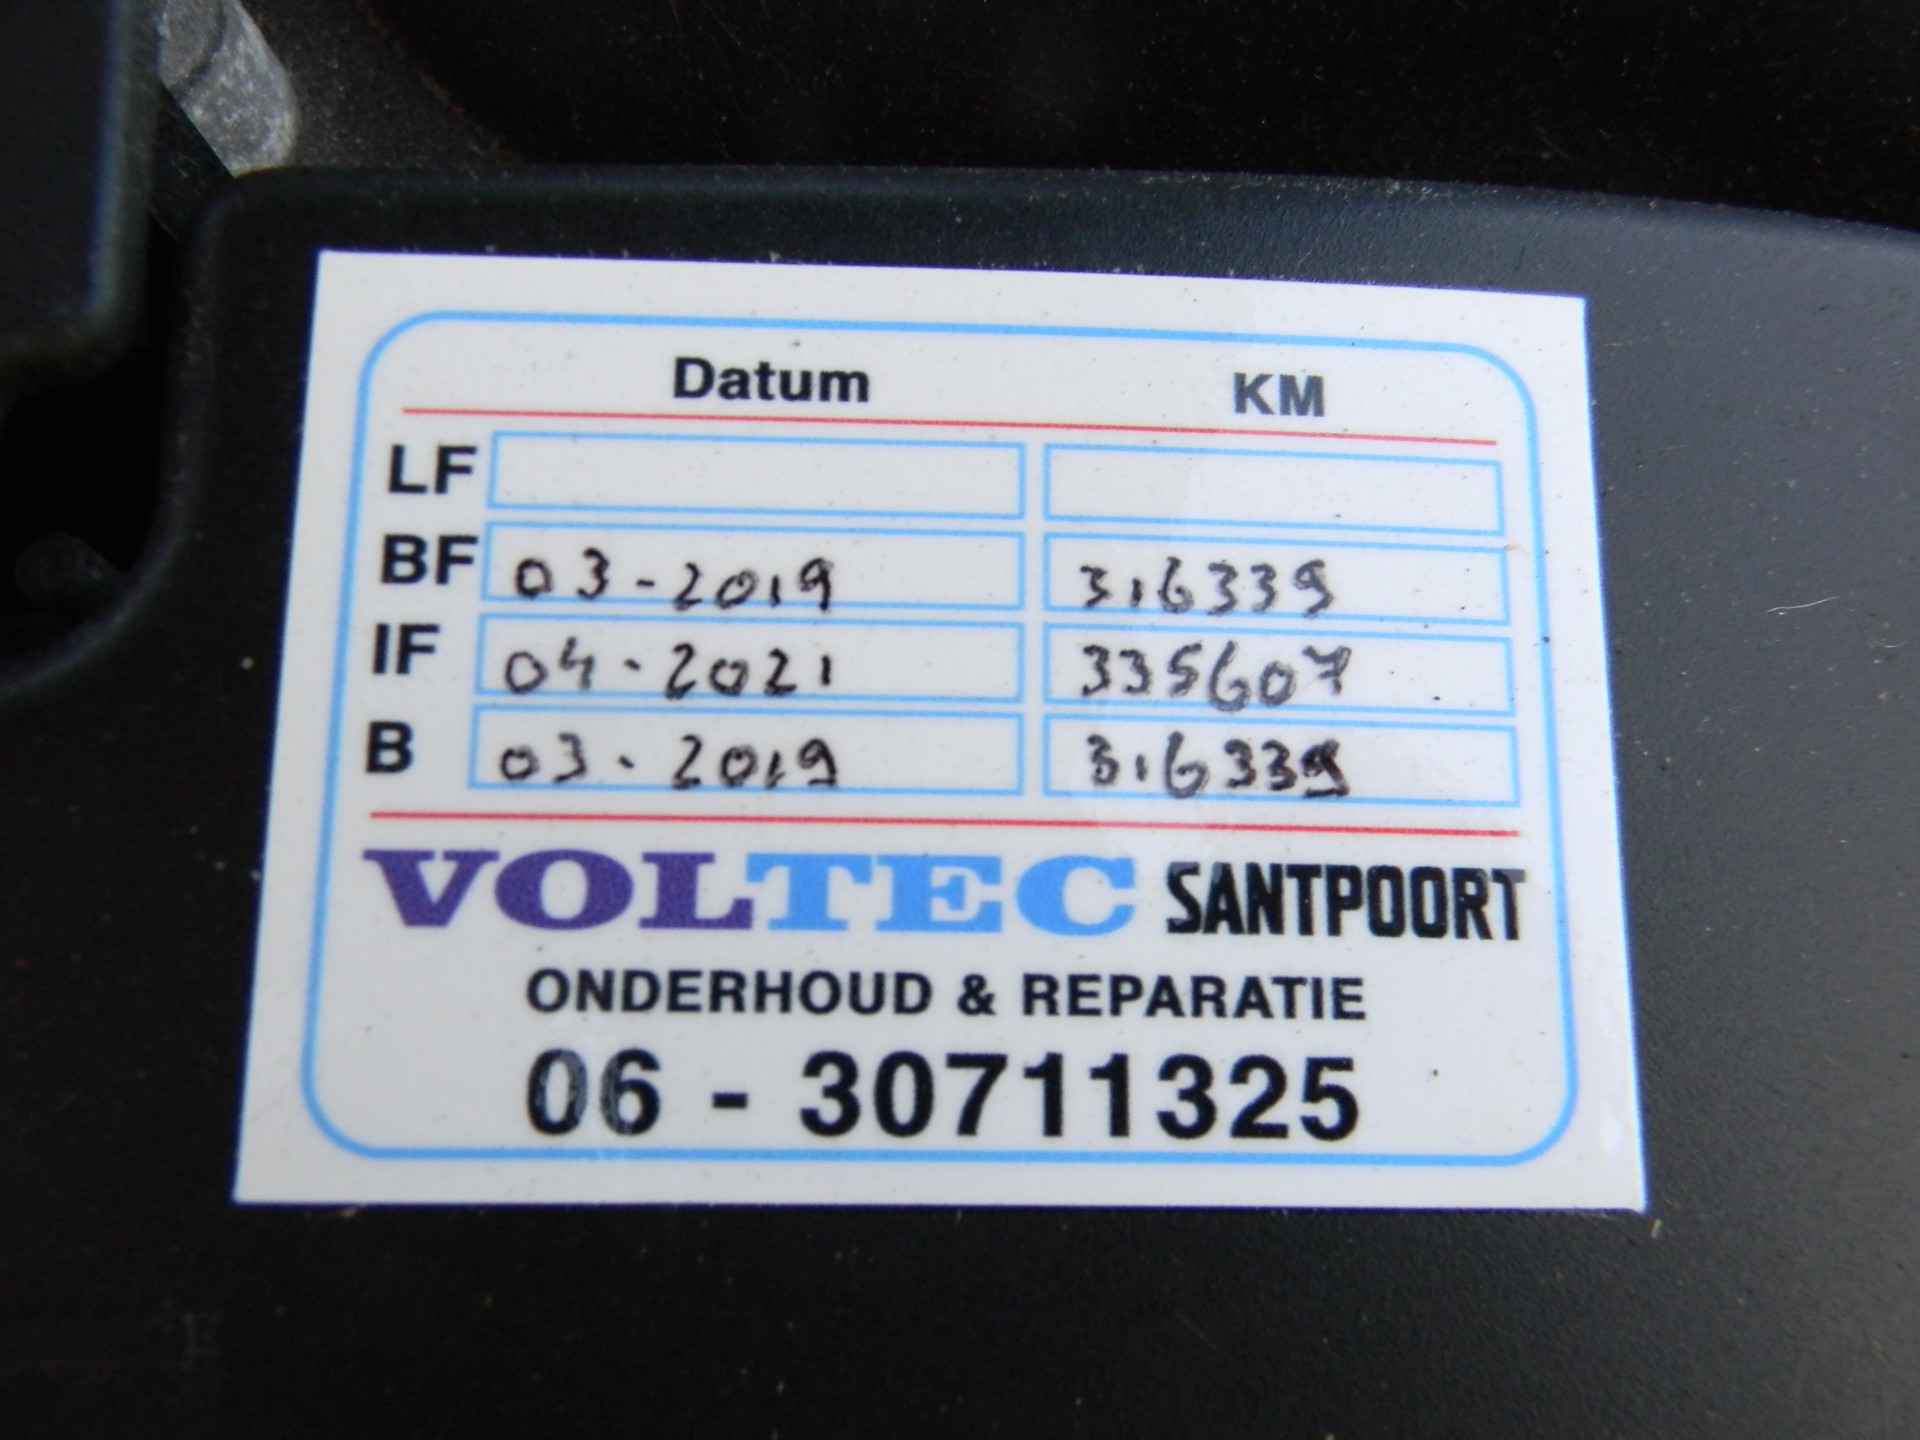 Datum KM
LF
BF 03-2019 316339
IF 04-2021 335607
B 03-2019 316339
VOLTEC SANTPOORT
ONDERHOUD & REPARATIE
06 - 30711325